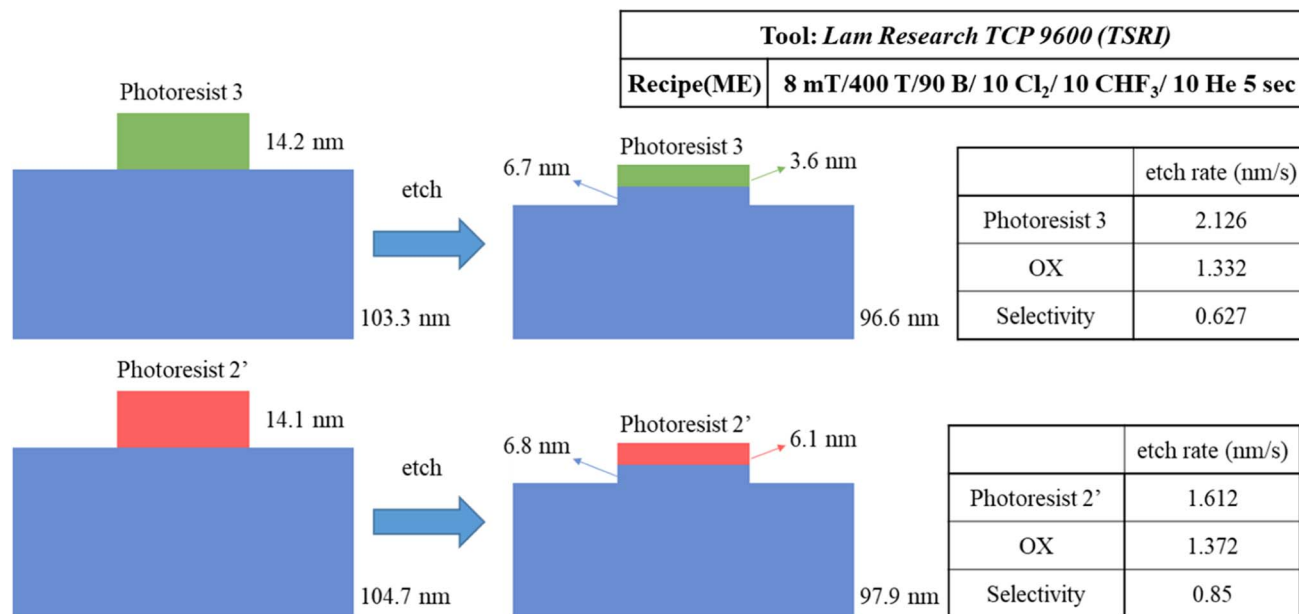 Tool: Lam Research TCP 9600 (TSRI)
Recipe(ME) 8 mT/400 T/90 B/ 10 Cl₂/ 10 CHF₃/ 10 He 5 sec
Photoresist 3
14.2 nm
103.3 nm
etch
Photoresist 3
6.7 nm
3.6 nm
96.6 nm
etch rate (nm/s)
Photoresist 3 2.126
OX 1.332
Selectivity 0.627
Photoresist 2’
14.1 nm
104.7 nm
etch
Photoresist 2’
6.8 nm
6.1 nm
97.9 nm
etch rate (nm/s)
Photoresist 2’ 1.612
OX 1.372
Selectivity 0.85